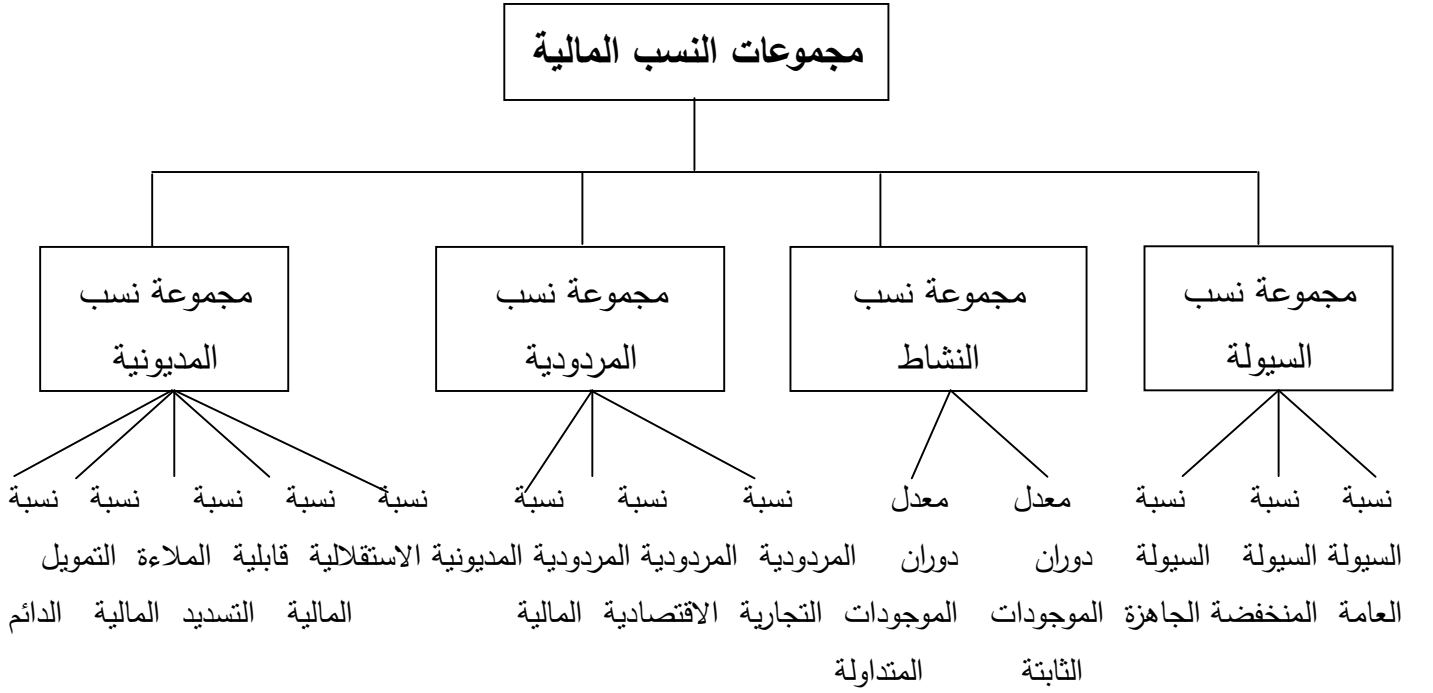 مجموعات النسب المالية
مجموعة نسب
السيولة
مجموعة نسب
النشاط
مجموعة نسب
المردودية
مجموعة نسب
المديونية
نسبة نسبة نسبة معدل معدل نسبة نسبة نسبة نسبة نسبة نسبة نسبة نسبة
السيولة السيولة السيولة دوران دوران المردودية المردودية المردودية المديونية الاستقلالية قابلية الملاءة التمويل
العامة المنخفضة الجاهزة الموجودات الموجودات التجارية الاقتصادية المالية المالية التسديد المالية الدائم
الثابتة المتداولة